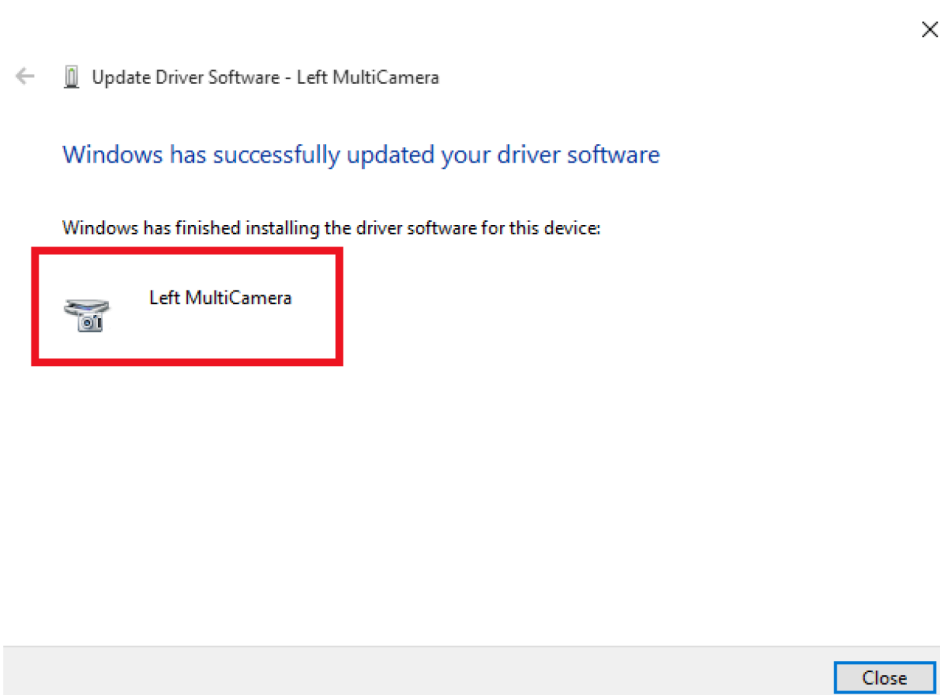 Update Driver Software - Left MultiCamera
Windows has successfully updated your driver software
Windows has finished installing the driver software for this device:
Left MultiCamera
Close